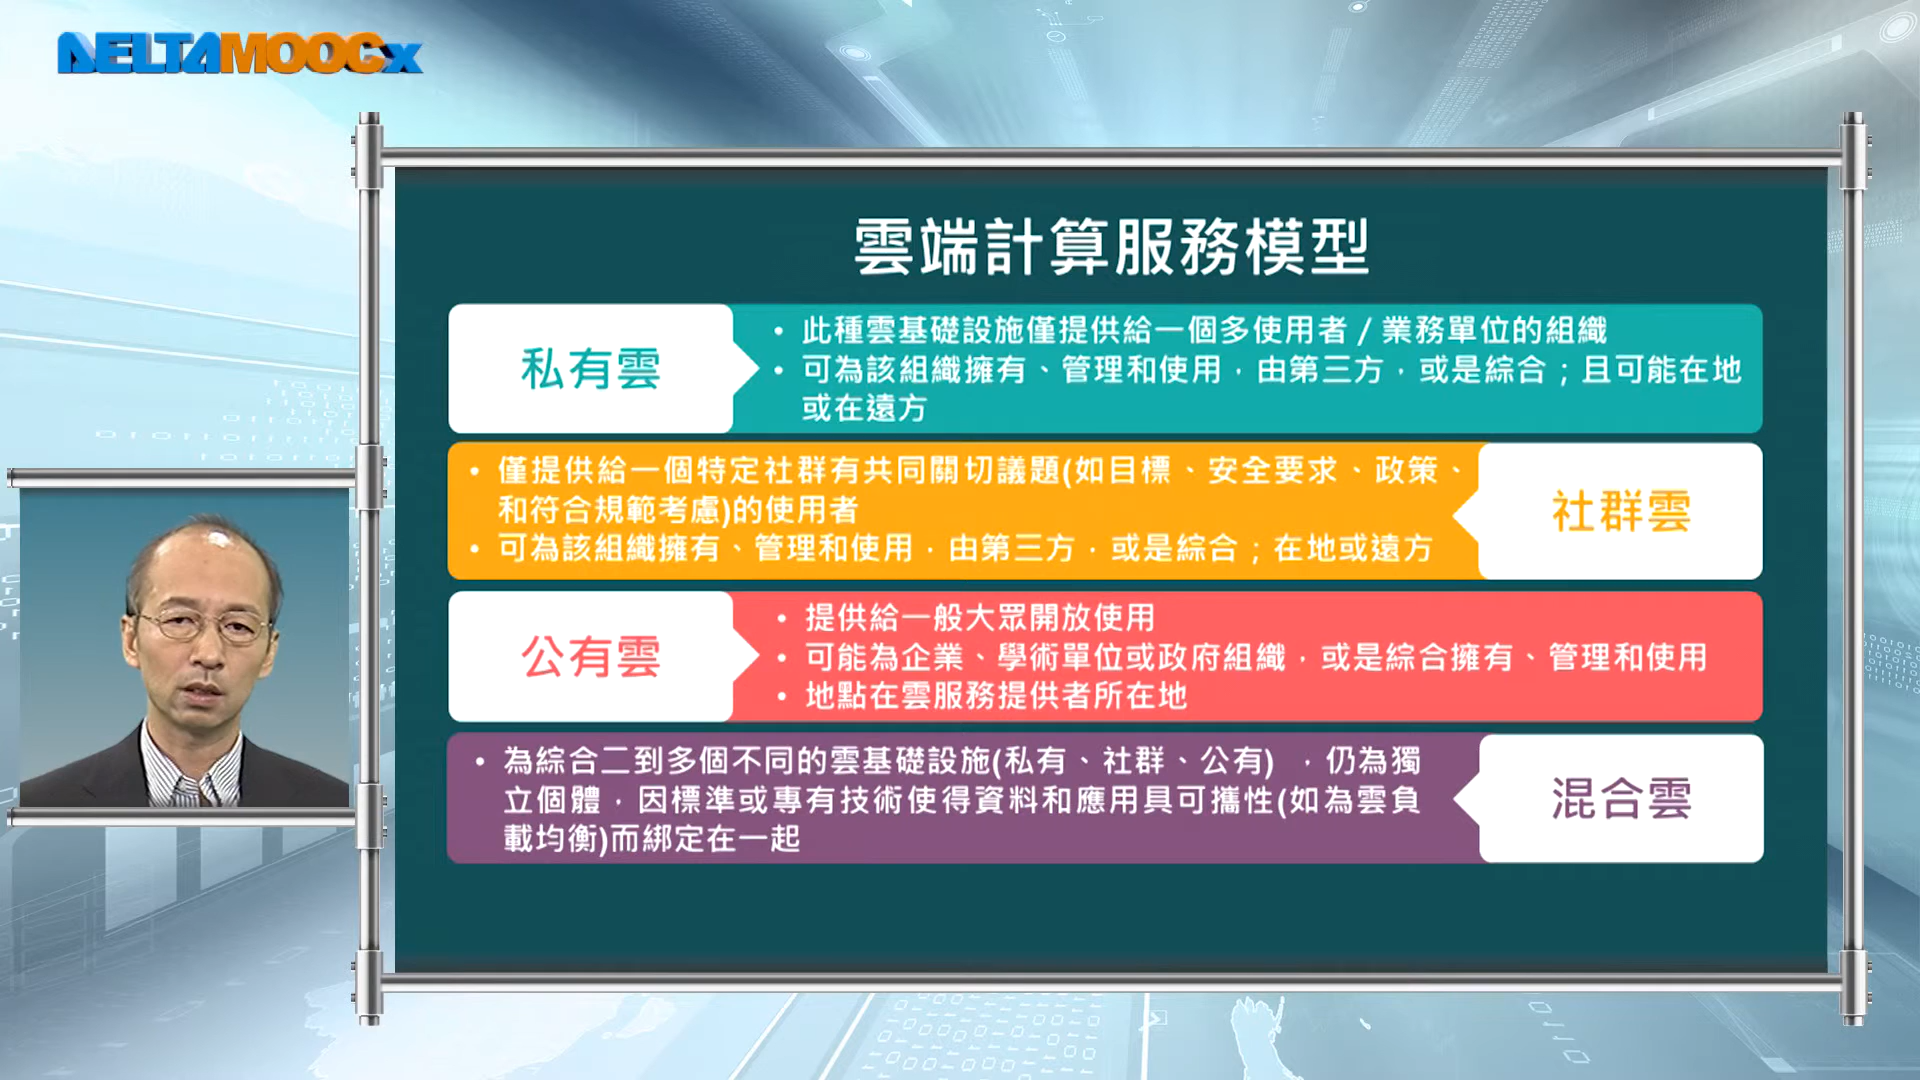 DELTAMOOCx
雲端計算服務模型
私有雲
• 此種雲基礎設施僅提供給一個多使用者/業務單位的組織
• 可為該組織擁有、管理和使用，由第三方，或是綜合；且可能在地
或在遠方
• 僅提供給一個特定社群有共同關切議題(如目標、安全要求、政策、
和符合規範考慮)的使用者
• 可為該組織擁有、管理和使用，由第三方，或是綜合；在地或遠方
社群雲
公有雲
• 提供給一般大眾開放使用
• 可能為企業、學術單位或政府組織，或是綜合擁有、管理和使用
• 地點在雲服務提供者所在地
• 為綜合二到多個不同的雲基礎設施(私有、社群、公有) ，仍為獨
立個體，因標準或專有技術使得資料和應用具可攜性(如為雲負
載均衡)而綁定在一起
混合雲